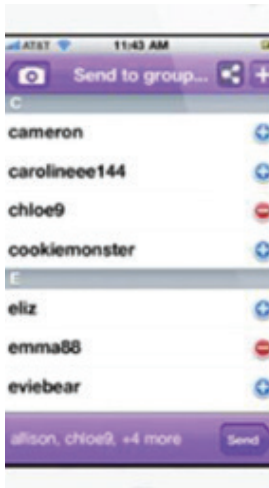 AT&T 11:43 AM
Send to group...
C
cameron
carolineee144
chloe9
cookiemonster
E
eliz
emma88
eviebear
allison, chloe9, +4 more
Send